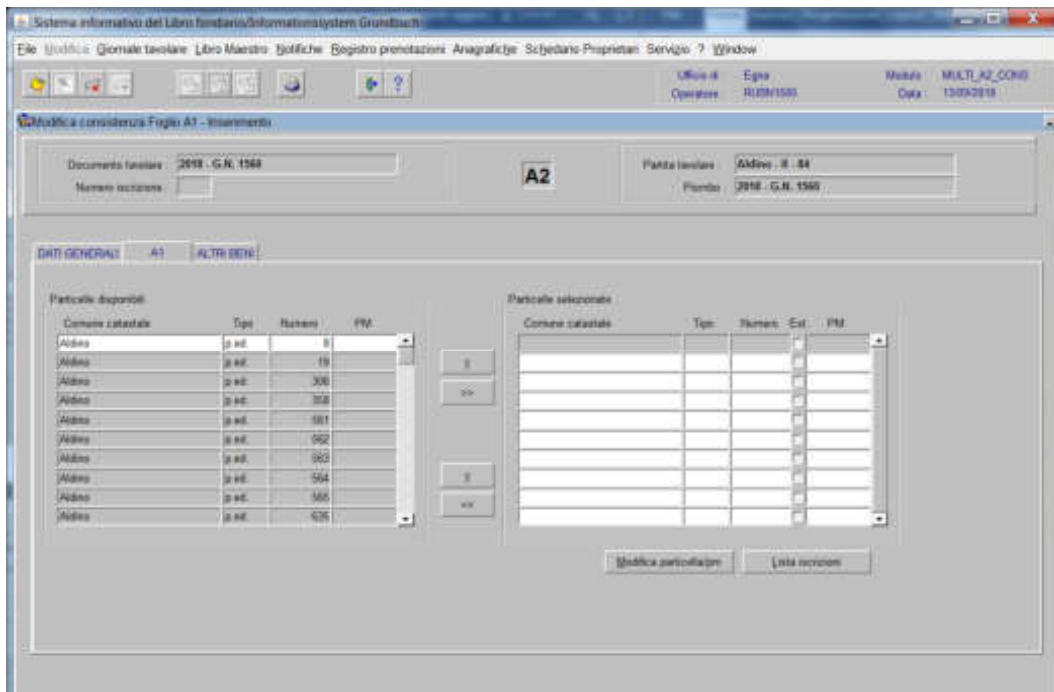 Sistema informativo del Libro fondiario/Informationssystem Grundbuch
File Modifica Giornale tavolare Libro Maestro Notifiche Registro prenotazioni Anagrafiche Schedario Proprietari Servizio ? Window
Ufficio di Egna Modulo MULTI_A2_CONS
Operatore Data 13/09/2018
Modifica consistenza Foglio A1 - Inserimento
Documento tavolare 2018 - G.N. 1560
Numero iscrizione
A2
Partita tavolare Aldino - II - 84
Piombo 2018 - G.N. 1560
DATI GENERALI A1 ALTRI BENI
Particelle disponibili
Comune catastale Tipo Numero PM
Aldino p.ed. 8
Aldino p.ed. 19
Aldino p.ed. 306
Aldino p.ed. 358
Aldino p.ed. 561
Aldino p.ed. 562
Aldino p.ed. 563
Aldino p.ed. 564
Aldino p.ed. 565
Aldino p.ed. 635
>>
<<
Particelle selezionate
Comune catastale Tipo Numero Est. PM
Modifica particella/pm Lista iscrizioni